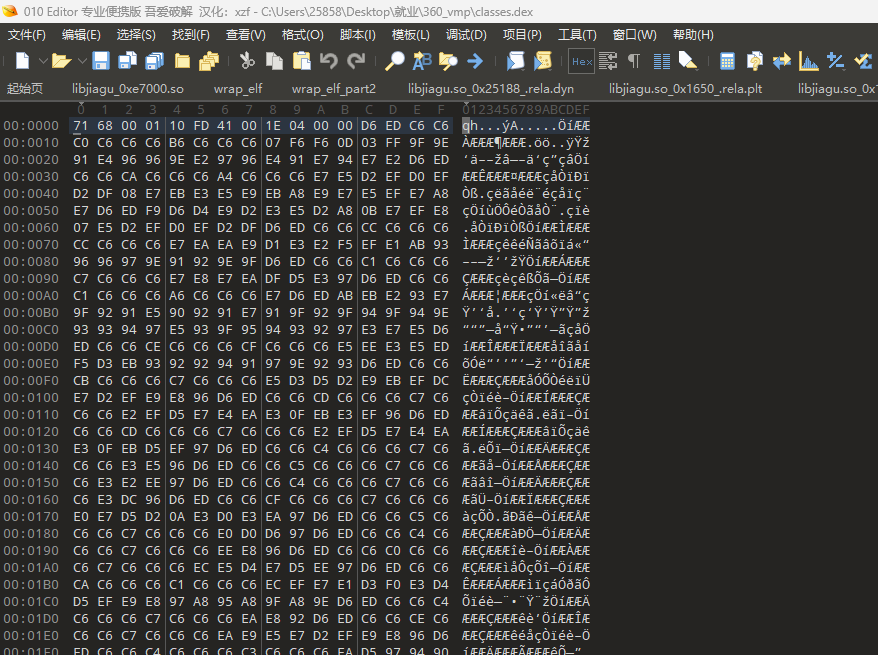 010 Editor 专业便携版 吾爱破解 汉化：xzf - C:\Users\25858\Desktop\就业\360_vmp\classes.dex
文件(F) 编辑(E) 选择(S) 找到(F) 查看(V) 格式(O) 脚本(I) 模板(L) 调试(D) 项目(P) 工具(T) 窗口(W) 帮助(H)
Hex
起始页 libjiagu_0xe7000.so wrap_elf wrap_elf_part2 libjiagu.so_0x25188_.rela.dyn libjiagu.so_0x1650_.rela.plt libjiagu.so_0x
0 1 2 3 4 5 6 7 8 9 A B C D E F 0123456789ABCDEF
00:0000 71 68 00 01 10 FD 41 00 1E 04 00 00 D6 ED C6 C6 qh...ýA.....ÖíÆÆ
00:0010 C0 C6 C6 C6 B6 C6 C6 C6 07 F6 F6 0D 03 FF 9F 9E ÀÆÆÆ¶ÆÆÆ.öö..ÿŸž
00:0020 91 E4 96 96 9E E2 97 96 E4 91 E7 94 E7 E2 D6 ED ‘ä––žâ—–ä‘ç”çâÖí
00:0030 C6 C6 CA C6 C6 C6 A4 C6 C6 C6 E7 E5 D2 EF D0 EF ÆÆÊÆÆÆ¤ÆÆÆçåÒïÐï
00:0040 D2 DF 08 E7 EB E3 E5 E9 EB A8 E9 E7 E5 EF E7 A8 Òß.çëãåéë¨éçåïç¨
00:0050 E7 D6 ED F9 D6 D4 E9 D2 E3 E5 D2 A8 0B E7 EF E8 çÖíùÖÔéÒãåÒ¨.çïè
00:0060 07 E5 D2 EF D0 EF D2 DF D6 ED C6 C6 CC C6 C6 C6 .åÒïÐïÒßÖíÆÆÌÆÆÆ
00:0070 CC C6 C6 C6 E7 EA EA E9 D1 E3 E2 F5 EF E1 AB 93 ÌÆÆÆçêêéÑãâõïá«“
00:0080 96 96 97 9E 91 92 9E 9F D6 ED C6 C6 C1 C6 C6 C6 ––—ž‘’žŸÖíÆÆÁÆÆÆ
00:0090 C7 C6 C6 C6 E7 E8 E7 EA DF D5 E3 97 D6 ED C6 C6 ÇÆÆÆçèçêßÕã—ÖíÆÆ
00:00A0 C1 C6 C6 C6 A6 C6 C6 C6 E7 D6 ED AB EB E2 93 E7 ÁÆÆÆ¦ÆÆÆçÖí«ëâ“ç
00:00B0 9F 92 91 E5 90 92 91 E7 91 9F 92 9F 94 9F 94 9E Ÿ’‘å.’‘ç‘Ÿ’Ÿ”Ÿ”ž
00:00C0 93 93 94 97 E5 93 9F 95 94 93 92 97 E3 E7 E5 D6 ““”—å“Ÿ•”“’—ãçåÖ
00:00D0 ED C6 C6 CE C6 C6 C6 CF C6 C6 C6 E5 EE E3 E5 ED íÆÆÎÆÆÆÏÆÆÆåîãåí
00:00E0 F5 D3 EB 93 92 92 94 91 97 9E 92 93 D6 ED C6 C6 õÓë“’’”‘—ž’“ÖíÆÆ
00:00F0 CB C6 C6 C6 C7 C6 C6 C6 E5 D3 D5 D2 E9 EB EF DC ËÆÆÆÇÆÆÆåÓÕÒéëïÜ
00:0100 E7 D2 EF E9 E8 96 D6 ED C6 C6 CD C6 C6 C6 C7 C6 çÒïéè–ÖíÆÆÍÆÆÆÇÆ
00:0110 C6 C6 E2 EF D5 E7 E4 EA E3 0F EB E3 EF 96 D6 ED ÆÆâïÕçäêã.ëãï–Öí
00:0120 C6 C6 CD C6 C6 C6 C7 C6 C6 C6 E2 EF D5 E7 E4 EA ÆÆÍÆÆÆÇÆÆÆâïÕçäê
00:0130 E3 0F EB D5 EF 97 D6 ED C6 C6 C4 C6 C6 C6 C7 C6 ã.ëÕï—ÖíÆÆÄÆÆÆÇÆ
00:0140 C6 C6 E3 E5 96 D6 ED C6 C6 C5 C6 C6 C6 C7 C6 C6 ÆÆãå–ÖíÆÆÅÆÆÆÇÆÆ
00:0150 C6 E3 E2 EE 97 D6 ED C6 C6 C4 C6 C6 C6 C7 C6 C6 Æãâî—ÖíÆÆÄÆÆÆÇÆÆ
00:0160 C6 E3 DC 96 D6 ED C6 C6 CF C6 C6 C6 C7 C6 C6 C6 ÆãÜ–ÖíÆÆÏÆÆÆÇÆÆÆ
00:0170 E0 E7 D5 D2 0A E3 D0 E3 EA 97 D6 ED C6 C6 C5 C6 àçÕÒ.ãÐãê—ÖíÆÆÅÆ
00:0180 C6 C6 C7 C6 C6 C6 E0 D0 D6 97 D6 ED C6 C6 C4 C6 ÆÆÇÆÆÆàÐÖ—ÖíÆÆÄÆ
00:0190 C6 C6 C7 C6 C6 C6 EE E8 96 D6 ED C6 C6 C0 C6 C6 ÆÆÇÆÆÆîè–ÖíÆÆÀÆÆ
00:01A0 C6 C7 C6 C6 C6 EC E5 D4 E7 D5 EE 97 D6 ED C6 C6 ÆÇÆÆÆìåÔçÕî—ÖíÆÆ
00:01B0 CA C6 C6 C6 C1 C6 C6 C6 EC EF E7 E1 D3 F0 E3 D4 ÊÆÆÆÁÆÆÆìïçáÓðãÔ
00:01C0 D5 EF E9 E8 97 A8 95 A8 9F A8 9E D6 ED C6 C6 C4 Õïéè—¨•¨Ÿ¨žÖíÆÆÄ
00:01D0 C6 C6 C6 C7 C6 C6 C6 EA E8 92 D6 ED C6 C6 CE C6 ÆÆÆÇÆÆÆêè’ÖíÆÆÎÆ
00:01E0 C6 C6 C7 C6 C6 C6 EA E9 E5 E7 D2 EF E9 E8 96 D6 ÆÆÇÆÆÆêéåçÒïéè–Ö